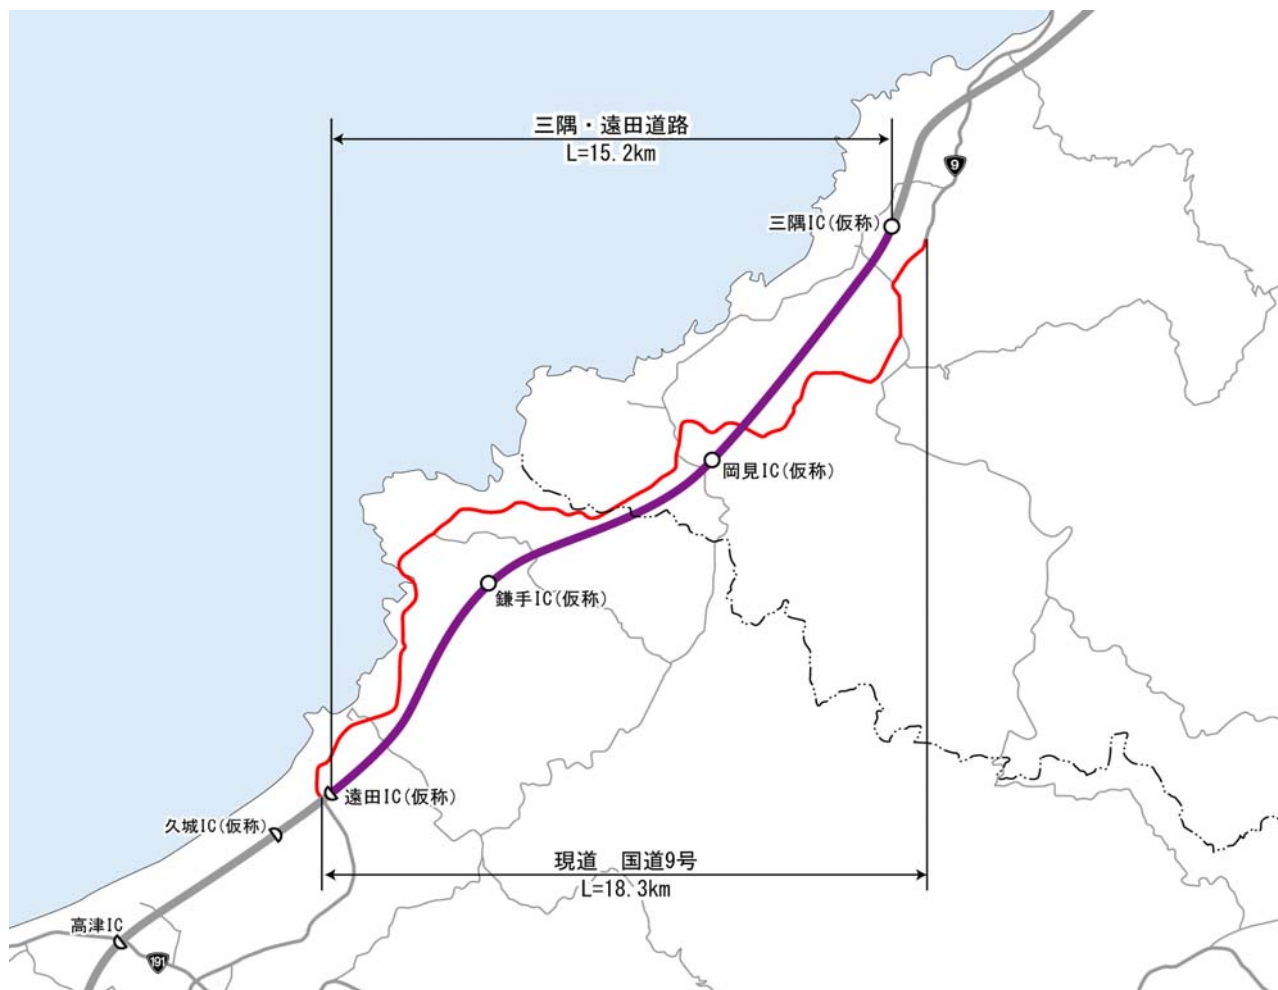 三隅・遠田道路
L=15.2km
9
三隅IC(仮称)
岡見IC(仮称)
鎌手IC(仮称)
遠田IC(仮称)
久城IC(仮称)
現道　国道9号
L=18.3km
高津IC
191